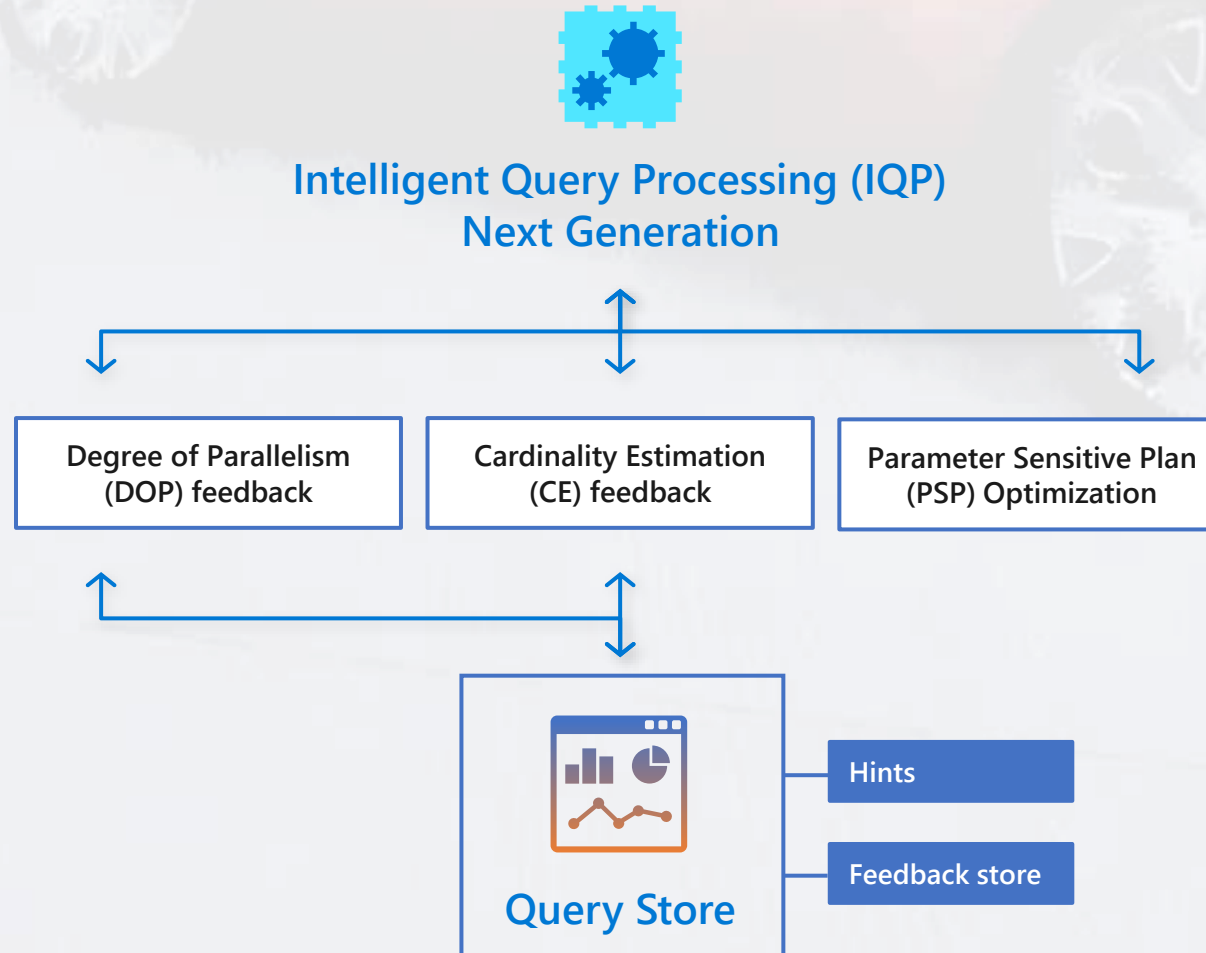 Intelligent Query Processing (IQP)
Next Generation
Degree of Parallelism
(DOP) feedback
Cardinality Estimation
(CE) feedback
Parameter Sensitive Plan
(PSP) Optimization
Query Store
Hints
Feedback store